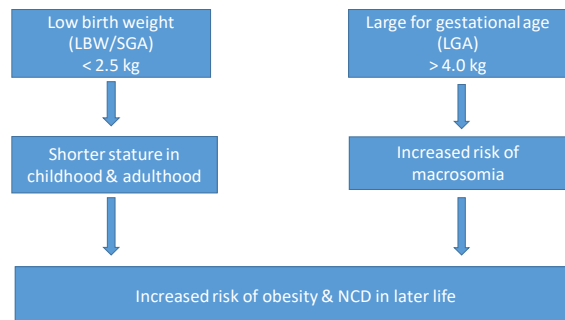 Low birth weight
(LBW/SGA)
< 2.5 kg
Large for gestational age
(LGA)
> 4.0 kg
Shorter stature in
childhood & adulthood
Increased risk of
macrosomia
Increased risk of obesity & NCD in later life